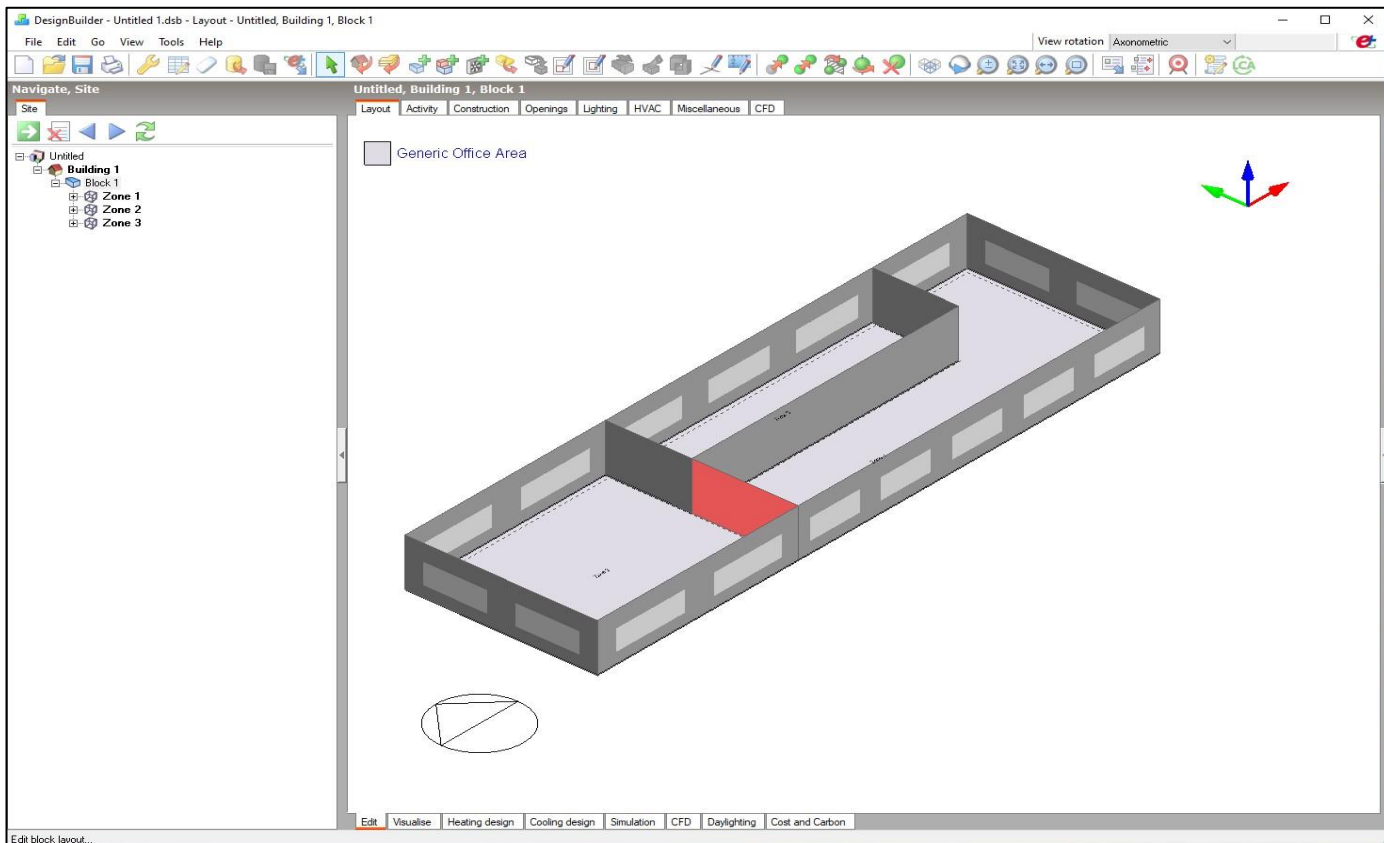 DesignBuilder - Untitled 1.dsb - Layout - Untitled, Building 1, Block 1
File Edit Go View Tools Help
View rotation Axonometric
Navigate, Site
Untitled, Building 1, Block 1
Site
Layout Activity Construction Openings Lighting HVAC Miscellaneous CFD
Untitled
Building 1
Block 1
Zone 1
Zone 2
Zone 3
Generic Office Area
Edit Visualise Heating design Cooling design Simulation CFD Daylighting Cost and Carbon
Edit block layout...